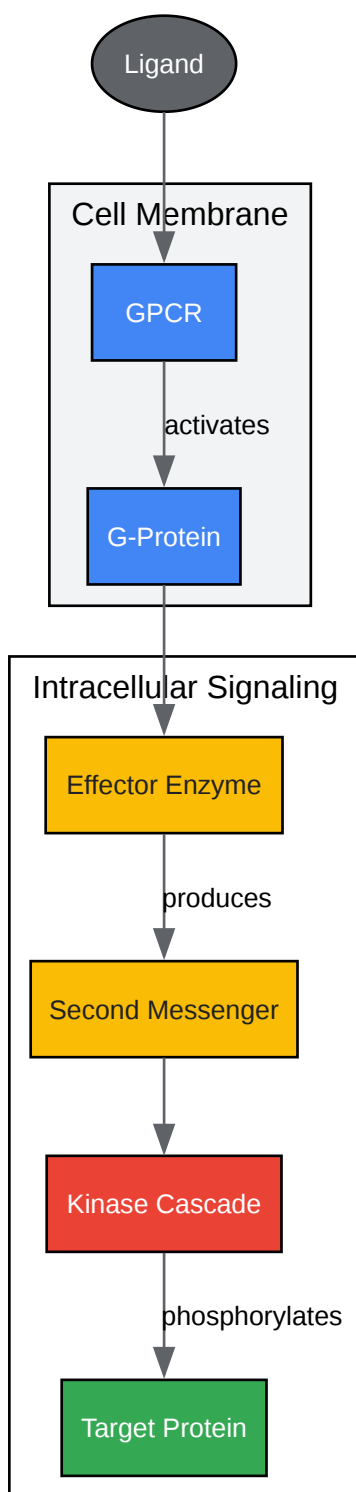 Ligand
Cell Membrane
GPCR
activates
G-Protein
Intracellular Signaling
Effector Enzyme
produces
Second Messenger
Kinase Cascade
phosphorylates
Target Protein